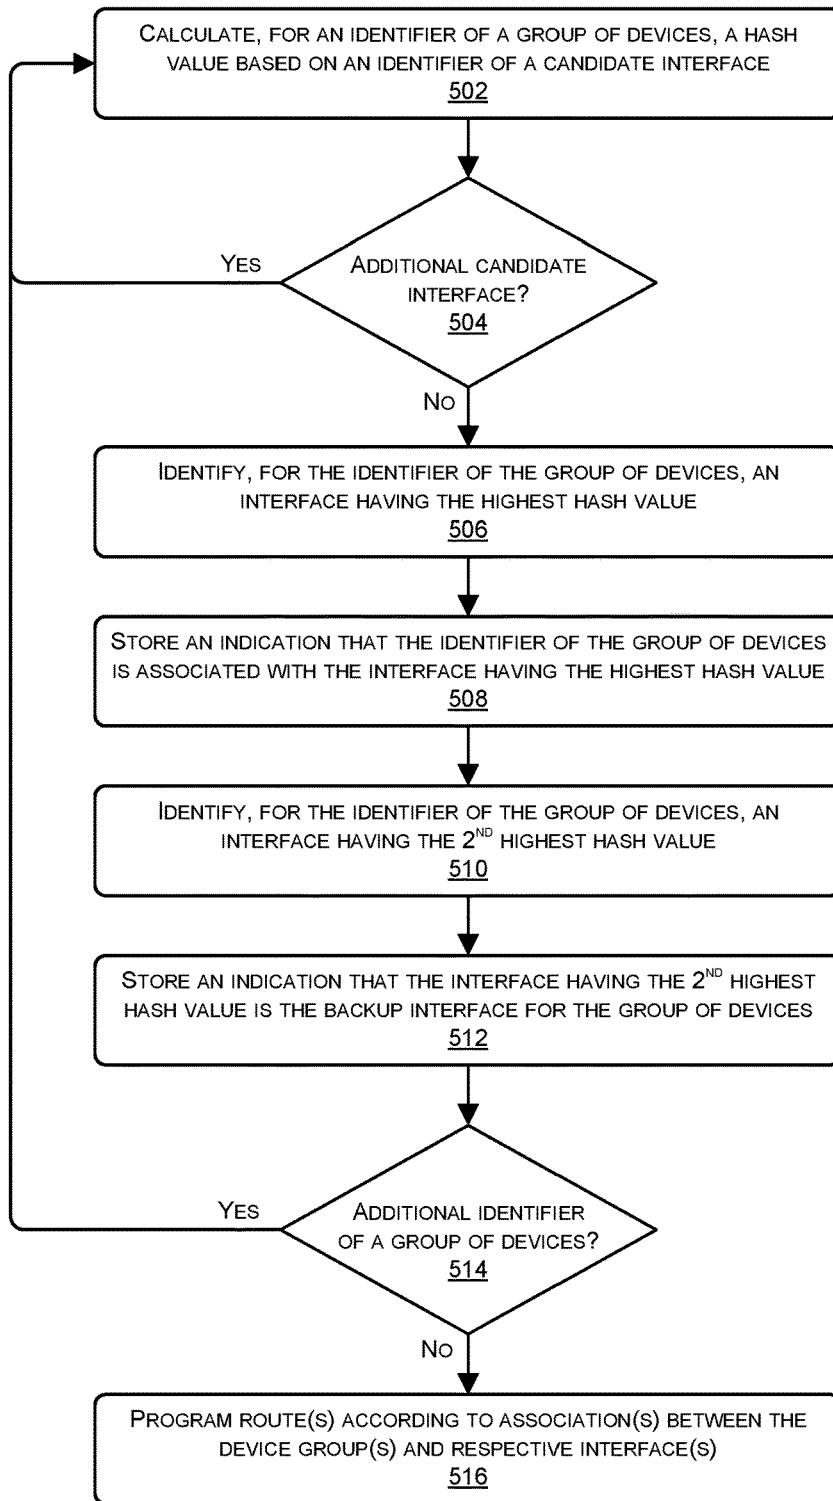 CALCULATE, FOR AN IDENTIFIER OF A GROUP OF DEVICES, A HASH
VALUE BASED ON AN IDENTIFIER OF A CANDIDATE INTERFACE
502
YES
ADDITIONAL CANDIDATE
INTERFACE?
504
NO
IDENTIFY, FOR THE IDENTIFIER OF THE GROUP OF DEVICES, AN
INTERFACE HAVING THE HIGHEST HASH VALUE
506
STORE AN INDICATION THAT THE IDENTIFIER OF THE GROUP OF DEVICES
IS ASSOCIATED WITH THE INTERFACE HAVING THE HIGHEST HASH VALUE
508
IDENTIFY, FOR THE IDENTIFIER OF THE GROUP OF DEVICES, AN
INTERFACE HAVING THE 2ND HIGHEST HASH VALUE
510
STORE AN INDICATION THAT THE INTERFACE HAVING THE 2ND HIGHEST
HASH VALUE IS THE BACKUP INTERFACE FOR THE GROUP OF DEVICES
512
YES
ADDITIONAL IDENTIFIER
OF A GROUP OF DEVICES?
514
NO
PROGRAM ROUTE(S) ACCORDING TO ASSOCIATION(S) BETWEEN THE
DEVICE GROUP(S) AND RESPECTIVE INTERFACE(S)
516